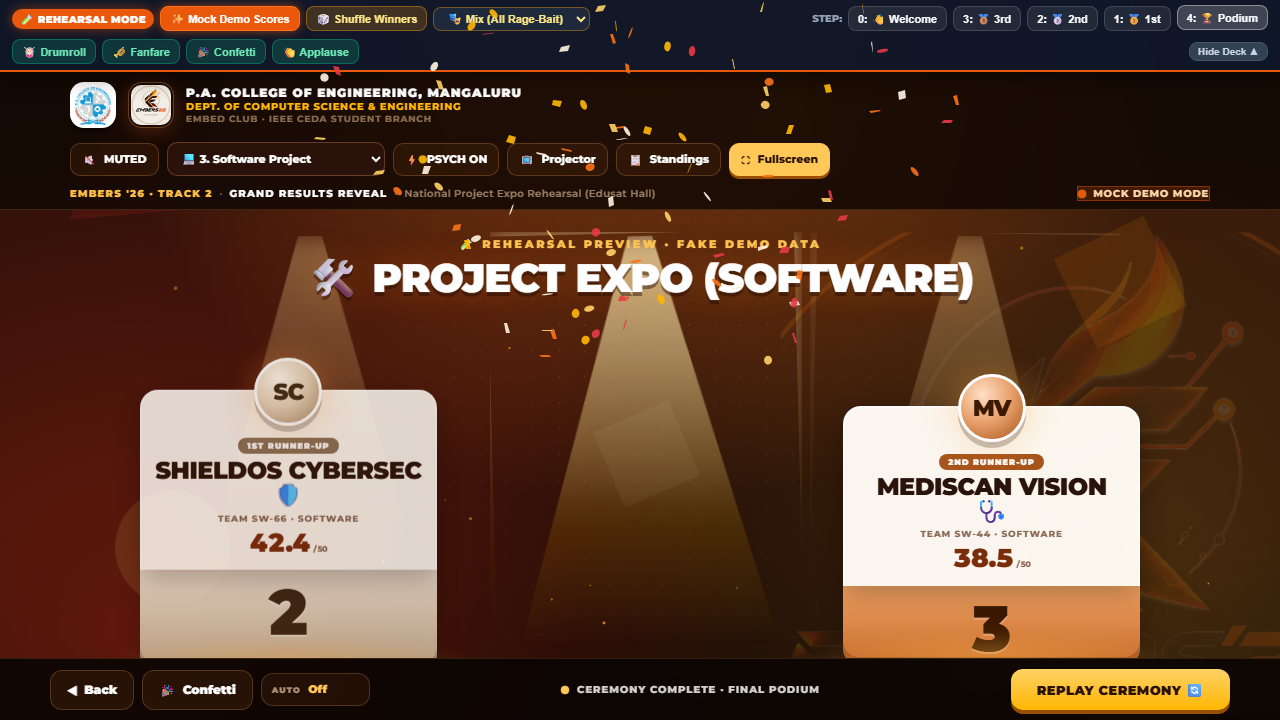 REHEARSAL MODE
Mock Demo Scores
Shuffle Winners
Mix (All Rage-Bait)
STEP:
0: Welcome
3: 3rd
2: 2nd
1: 1st
4: Podium
Drumroll
Fanfare
Confetti
Applause
Hide Deck ▲
P.A. COLLEGE OF ENGINEERING, MANGALURU
DEPT. OF COMPUTER SCIENCE & ENGINEERING
EMBED CLUB · IEEE CEDA STUDENT BRANCH
MUTED
3. Software Project
PSYCH ON
Projector
Standings
Fullscreen
EMBERS '26 • TRACK 2 · GRAND RESULTS REVEAL
National Project Expo Rehearsal (Edusat Hall)
MOCK DEMO MODE
REHEARSAL PREVIEW · FAKE DEMO DATA
PROJECT EXPO (SOFTWARE)
SC
1ST RUNNER-UP
SHIELDOS CYBERSEC
TEAM SW-66 · SOFTWARE
42.4 /50
2
MV
2ND RUNNER-UP
MEDISCAN VISION
TEAM SW-44 · SOFTWARE
38.5 /50
3
◀ Back
Confetti
AUTO Off
CEREMONY COMPLETE · FINAL PODIUM
REPLAY CEREMONY